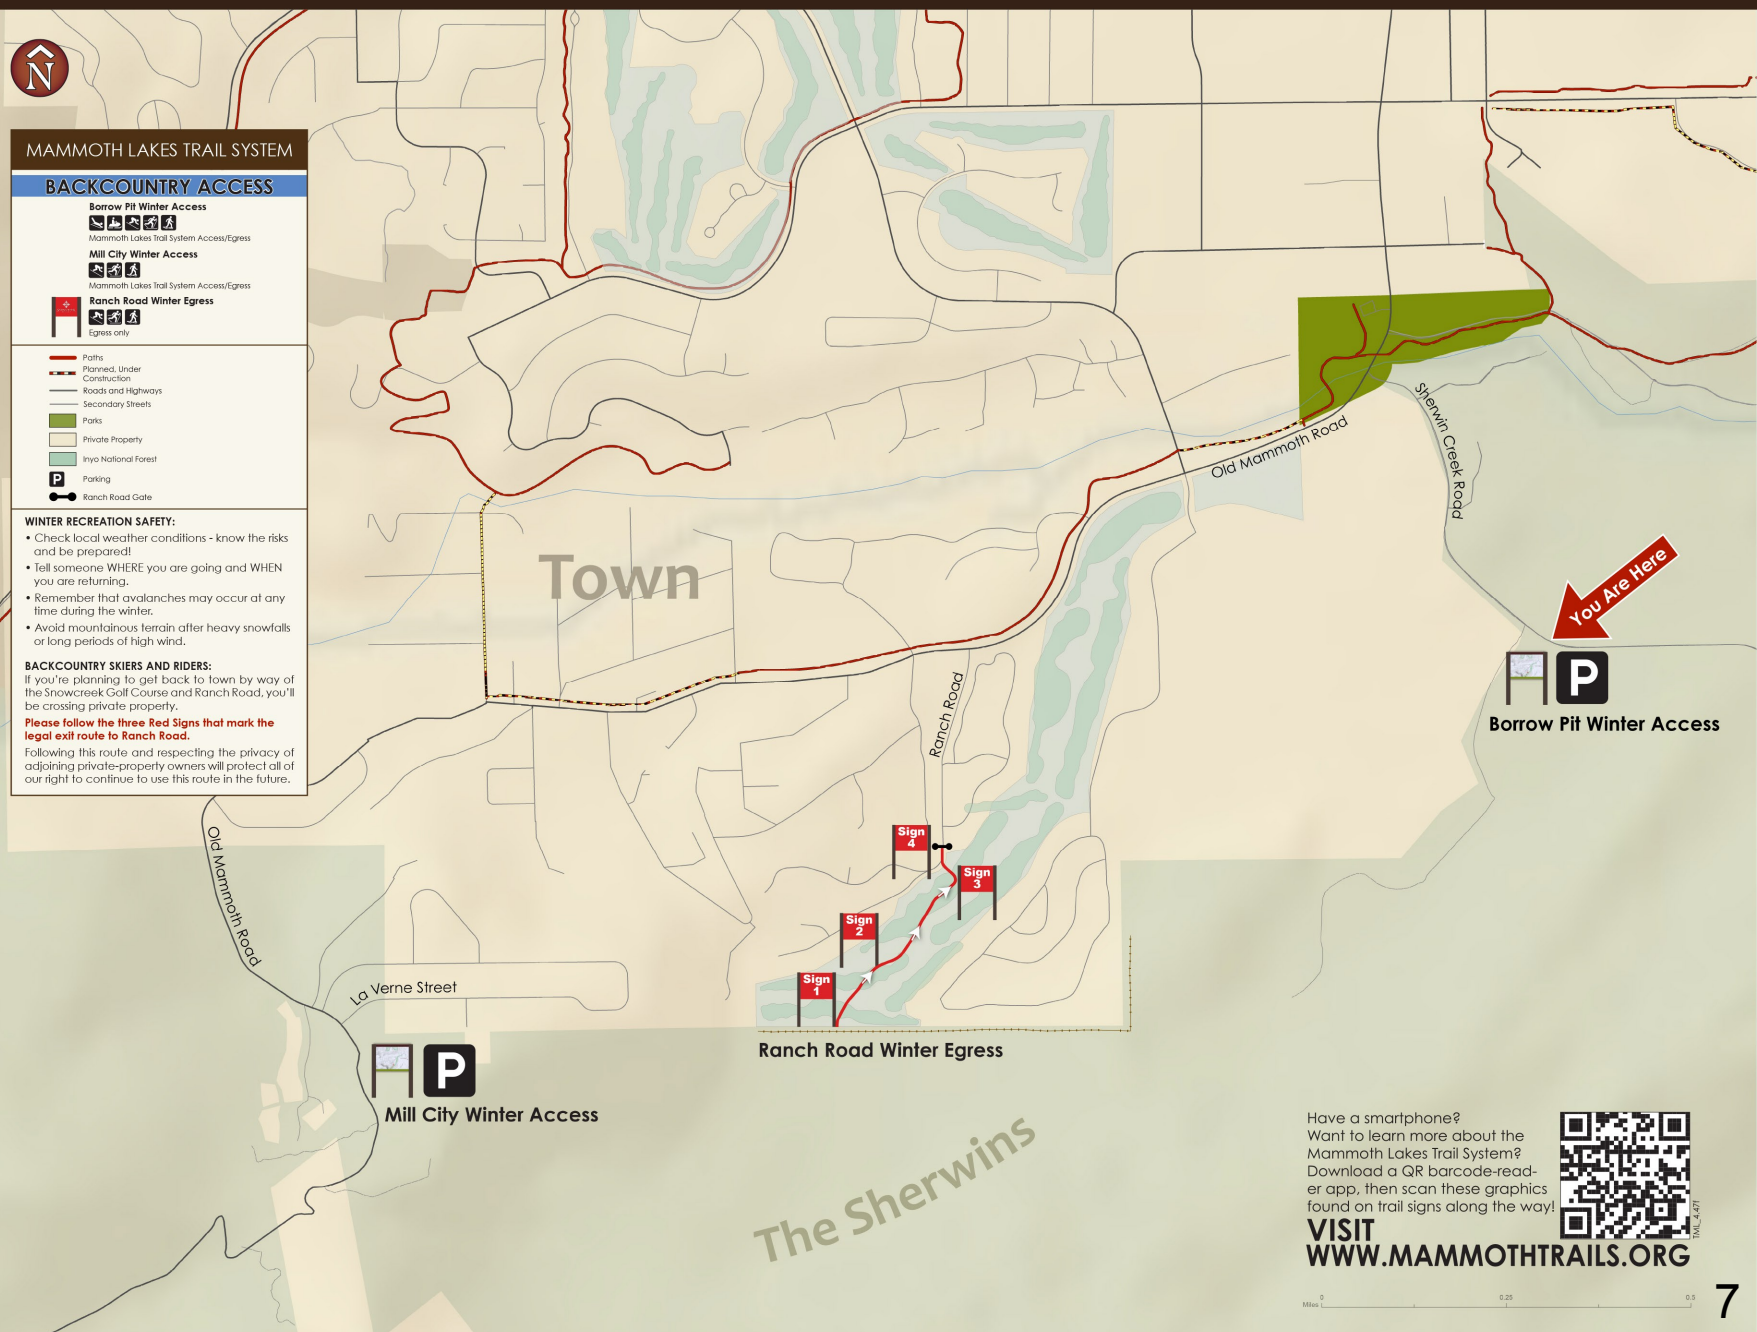 N
MAMMOTH LAKES TRAIL SYSTEM
BACKCOUNTRY ACCESS
Borrow Pit Winter Access
Mammoth Lakes Trail System Access/Egress
Mill City Winter Access
Mammoth Lakes Trail System Access/Egress
Ranch Road Winter Egress
Egress only
Paths
Planned, Under
Construction
Roads and Highways
Secondary Streets
Parks
Private Property
Inyo National Forest
P
Parking
Ranch Road Gate
WINTER RECREATION SAFETY:
• Check local weather conditions - know the risks
and be prepared!
• Tell someone WHERE you are going and WHEN
you are returning.
• Remember that avalanches may occur at any
time during the winter.
• Avoid mountainous terrain after heavy snowfalls
or long periods of high wind.
BACKCOUNTRY SKIERS AND RIDERS:
If you're planning to get back to town by way of
the Snowcreek Golf Course and Ranch Road, you'll
be crossing private property.
Please follow the three Red Signs that mark the
legal exit route to Ranch Road.
Following this route and respecting the privacy of
adjoining private-property owners will protect all of
our right to continue to use this route in the future.
Old Mammoth Road
Sherwin Creek Road
Town
You Are Here
P
Borrow Pit Winter Access
Ranch Road
Sign
4
Sign
3
Sign
2
Sign
1
Old Mammoth Road
La Verne Street
Ranch Road Winter Egress
P
Mill City Winter Access
The Sherwins
Have a smartphone?
Want to learn more about the
Mammoth Lakes Trail System?
Download a QR barcode-read-
er app, then scan these graphics
found on trail signs along the way!
VISIT
WWW.MAMMOTHTRAILS.ORG
TML_4.47f
0
0.25
0.5
Miles
7